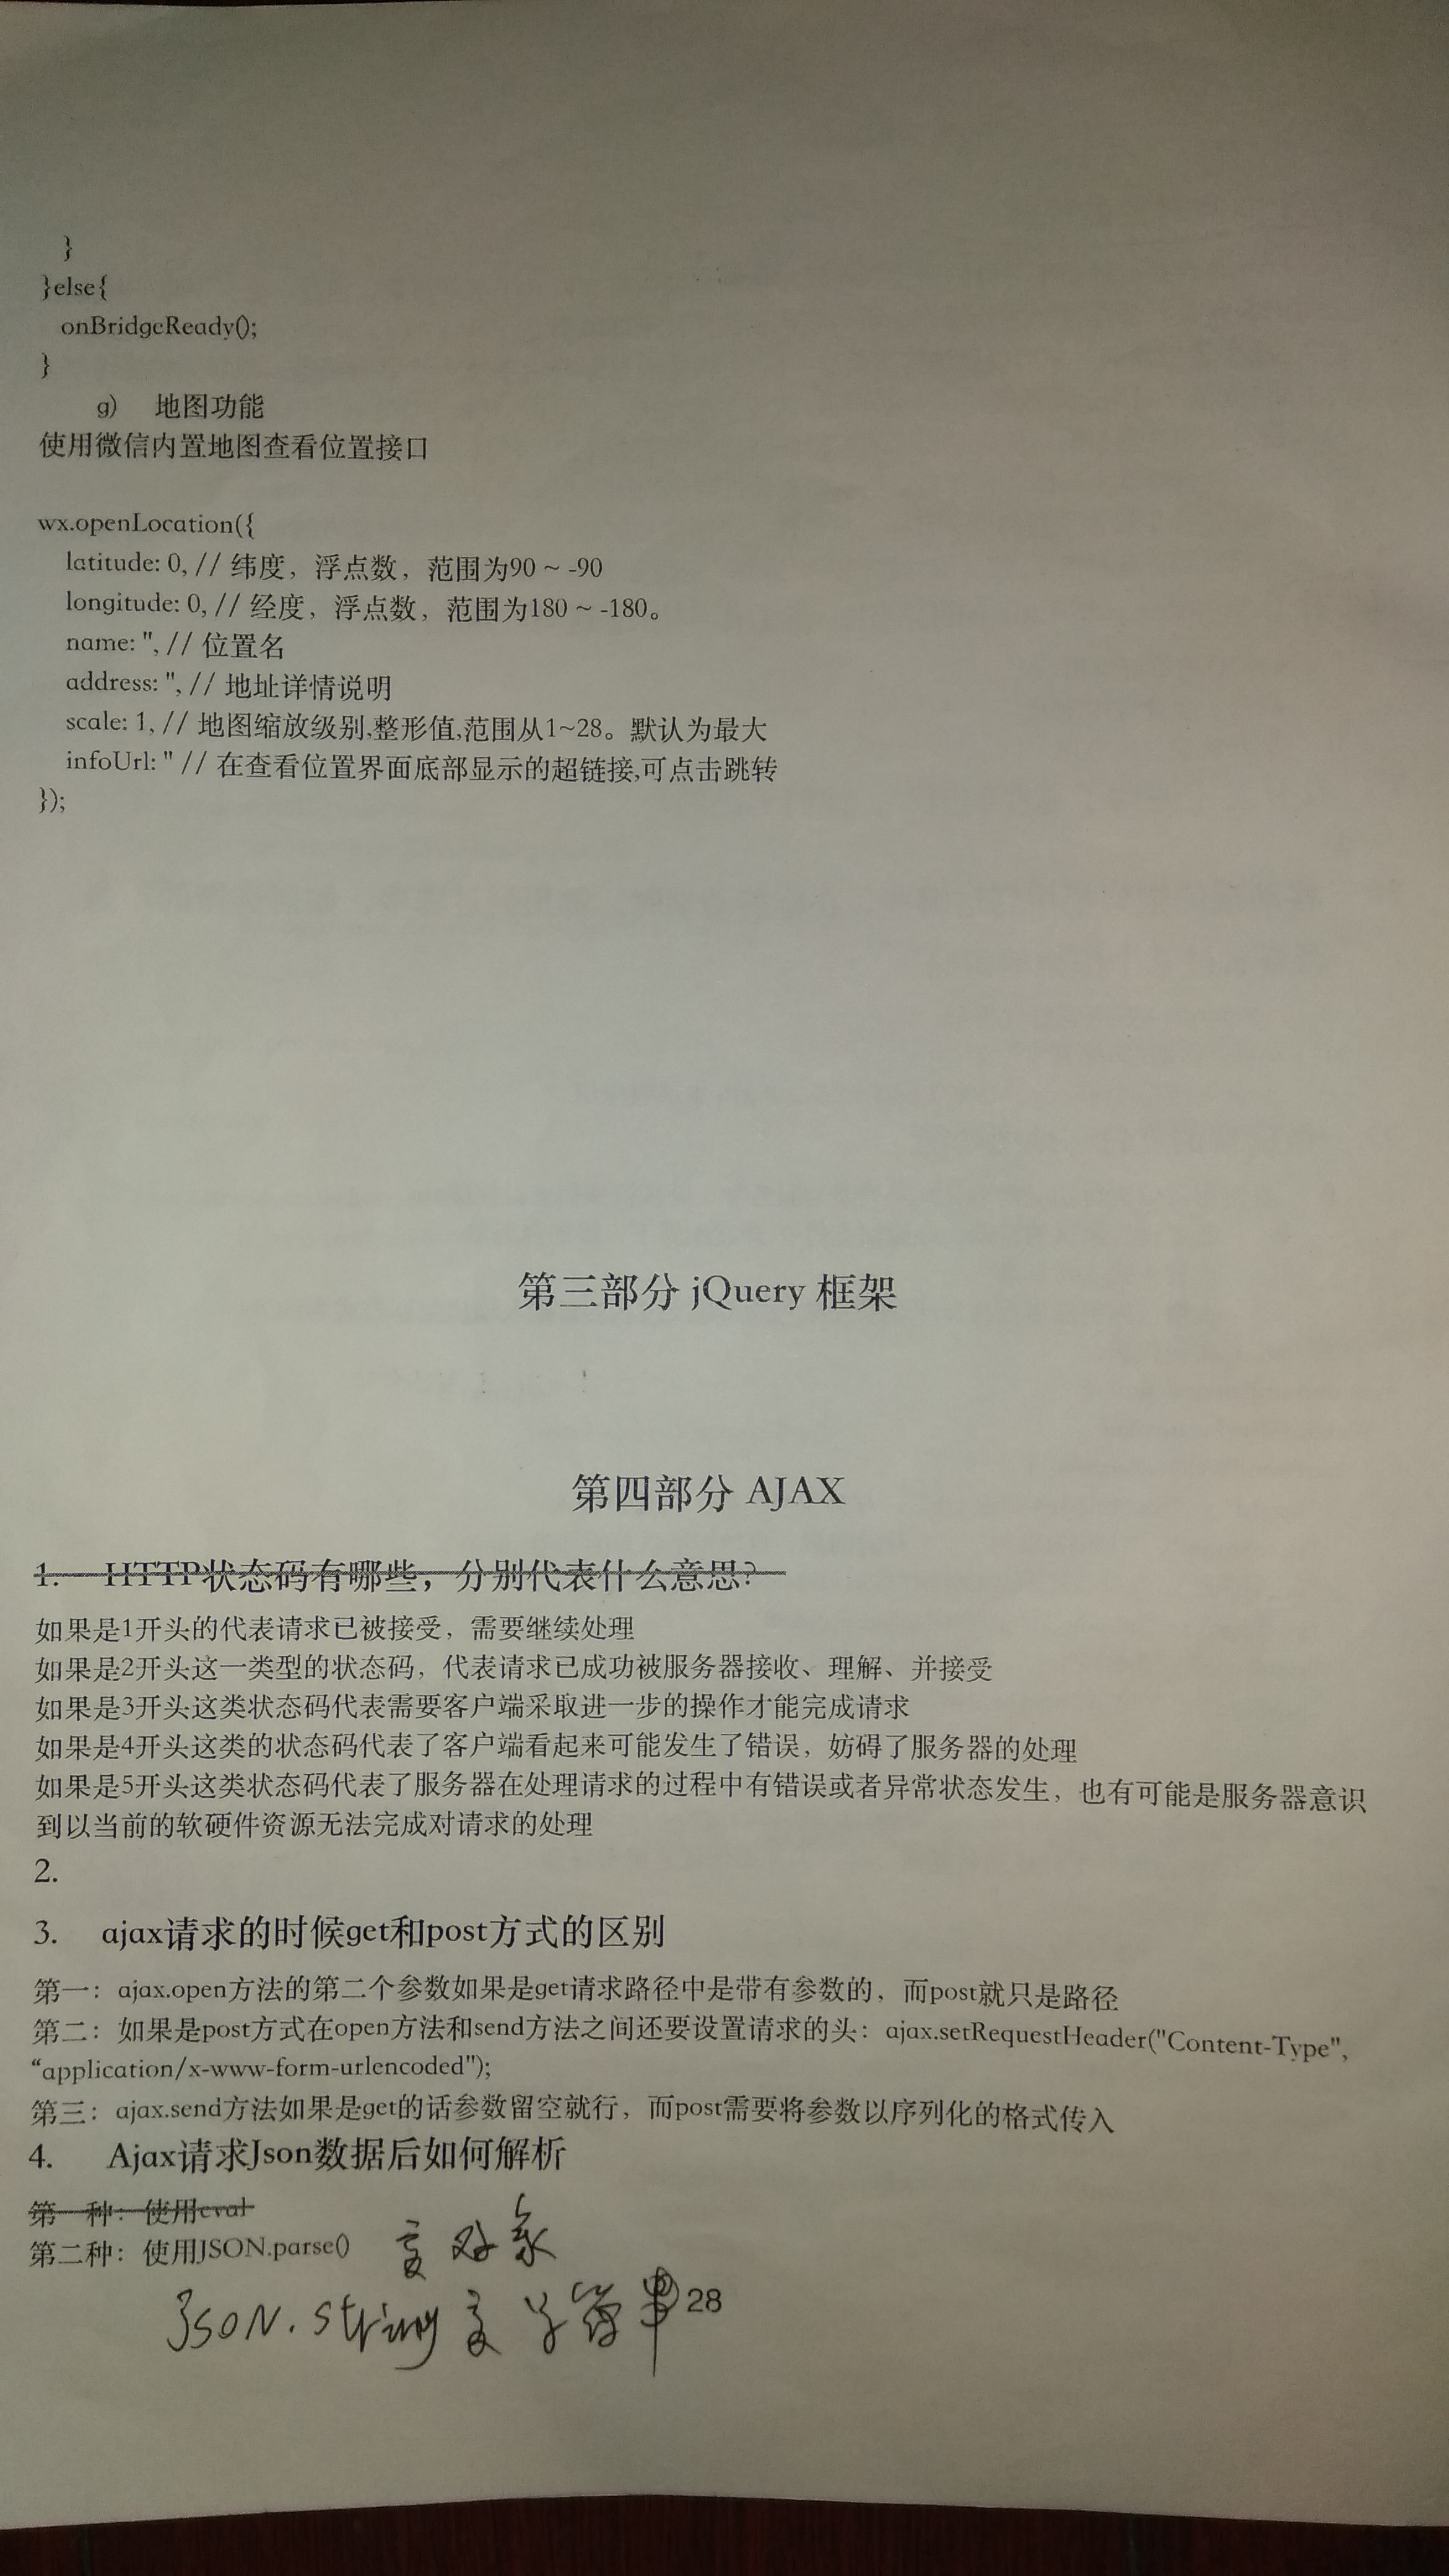 }
}else{
onBridgeReady();
}
g) 地图功能
使用微信内置地图查看位置接口
wx.openLocation({
latitude: 0, // 纬度，浮点数，范围为90 ~ -90
longitude: 0, // 经度，浮点数，范围为180 ~ -180。
name: '', // 位置名
address: '', // 地址详情说明
scale: 1, // 地图缩放级别,整形值,范围从1~28。默认为最大
infoUrl: '' // 在查看位置界面底部显示的超链接,可点击跳转
});
第三部分 jQuery 框架
第四部分 AJAX
1. HTTP状态码有哪些，分别代表什么意思?
如果是1开头的代表请求已被接受，需要继续处理
如果是2开头这一类型的状态码，代表请求已成功被服务器接收、理解、并接受
如果是3开头这类状态码代表需要客户端采取进一步的操作才能完成请求
如果是4开头这类的状态码代表了客户端看起来可能发生了错误，妨碍了服务器的处理
如果是5开头这类状态码代表了服务器在处理请求的过程中有错误或者异常状态发生，也有可能是服务器意识
到以当前的软硬件资源无法完成对请求的处理
2.
3. ajax请求的时候get和post方式的区别
第一：ajax.open方法的第二个参数如果是get请求路径中是带有参数的，而post就只是路径
第二：如果是post方式在open方法和send方法之间还要设置请求的头：ajax.setRequestHeader("Content-Type",
“application/x-www-form-urlencoded");
第三：ajax.send方法如果是get的话参数留空就行，而post需要将参数以序列化的格式传入
4. Ajax请求Json数据后如何解析
第一种：使用eval
第二种：使用JSON.parse() 变对象
JSON.string 变字符串 28